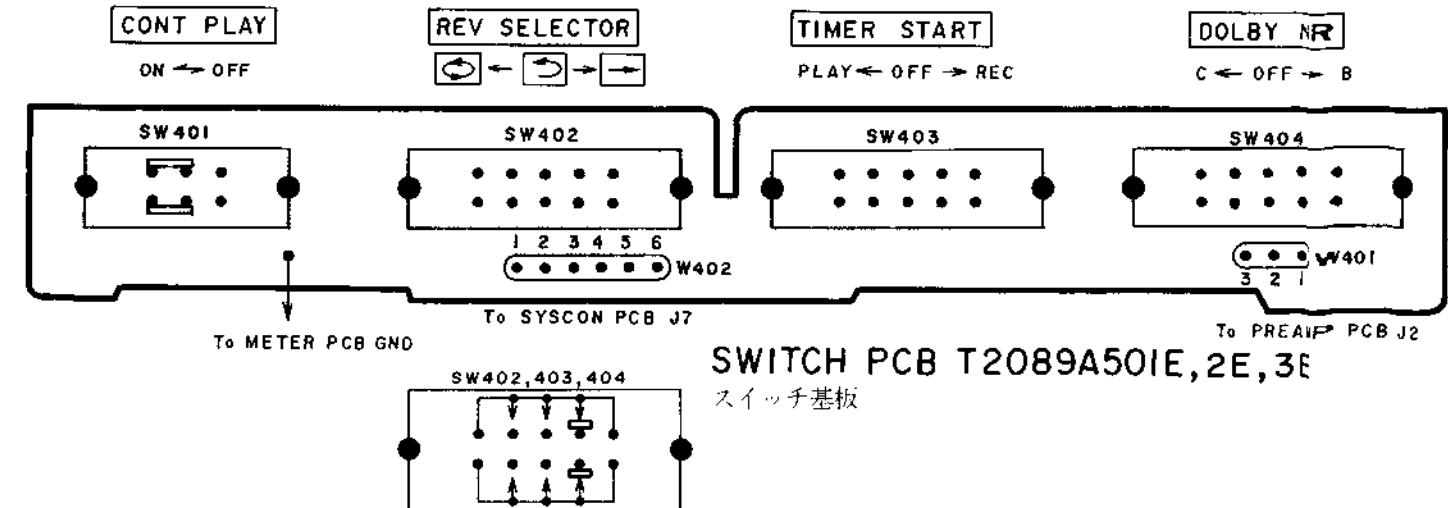 CONT PLAY
REV SELECTOR
TIMER START
DOLBY NR
ON ⇌ OFF
← →
PLAY ← OFF → REC
C ← OFF → B
SW401
SW402
SW403
SW404
1 2 3 4 5 6
W402
W401
3 2 1
To METER PCB GND
To SYSCON PCB J7
To PREAMP PCB J2
SWITCH PCB T2089A501E,2E,3E
スイッチ基板
SW402,403,404